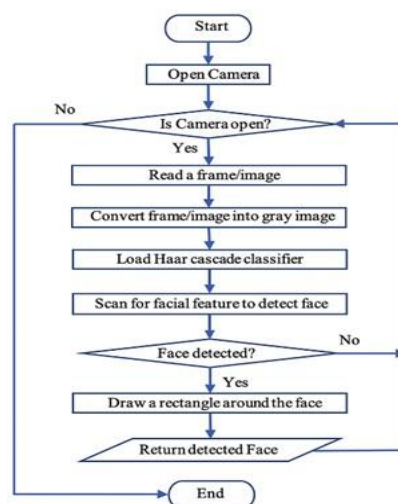 Start
Open Camera
No
Is Camera open?
Yes
Read a frame/image
Convert frame/image into gray image
Load Haar cascade classifier
Scan for facial feature to detect face
Face detected?
No
Yes
Draw a rectangle around the face
Return detected Face
End